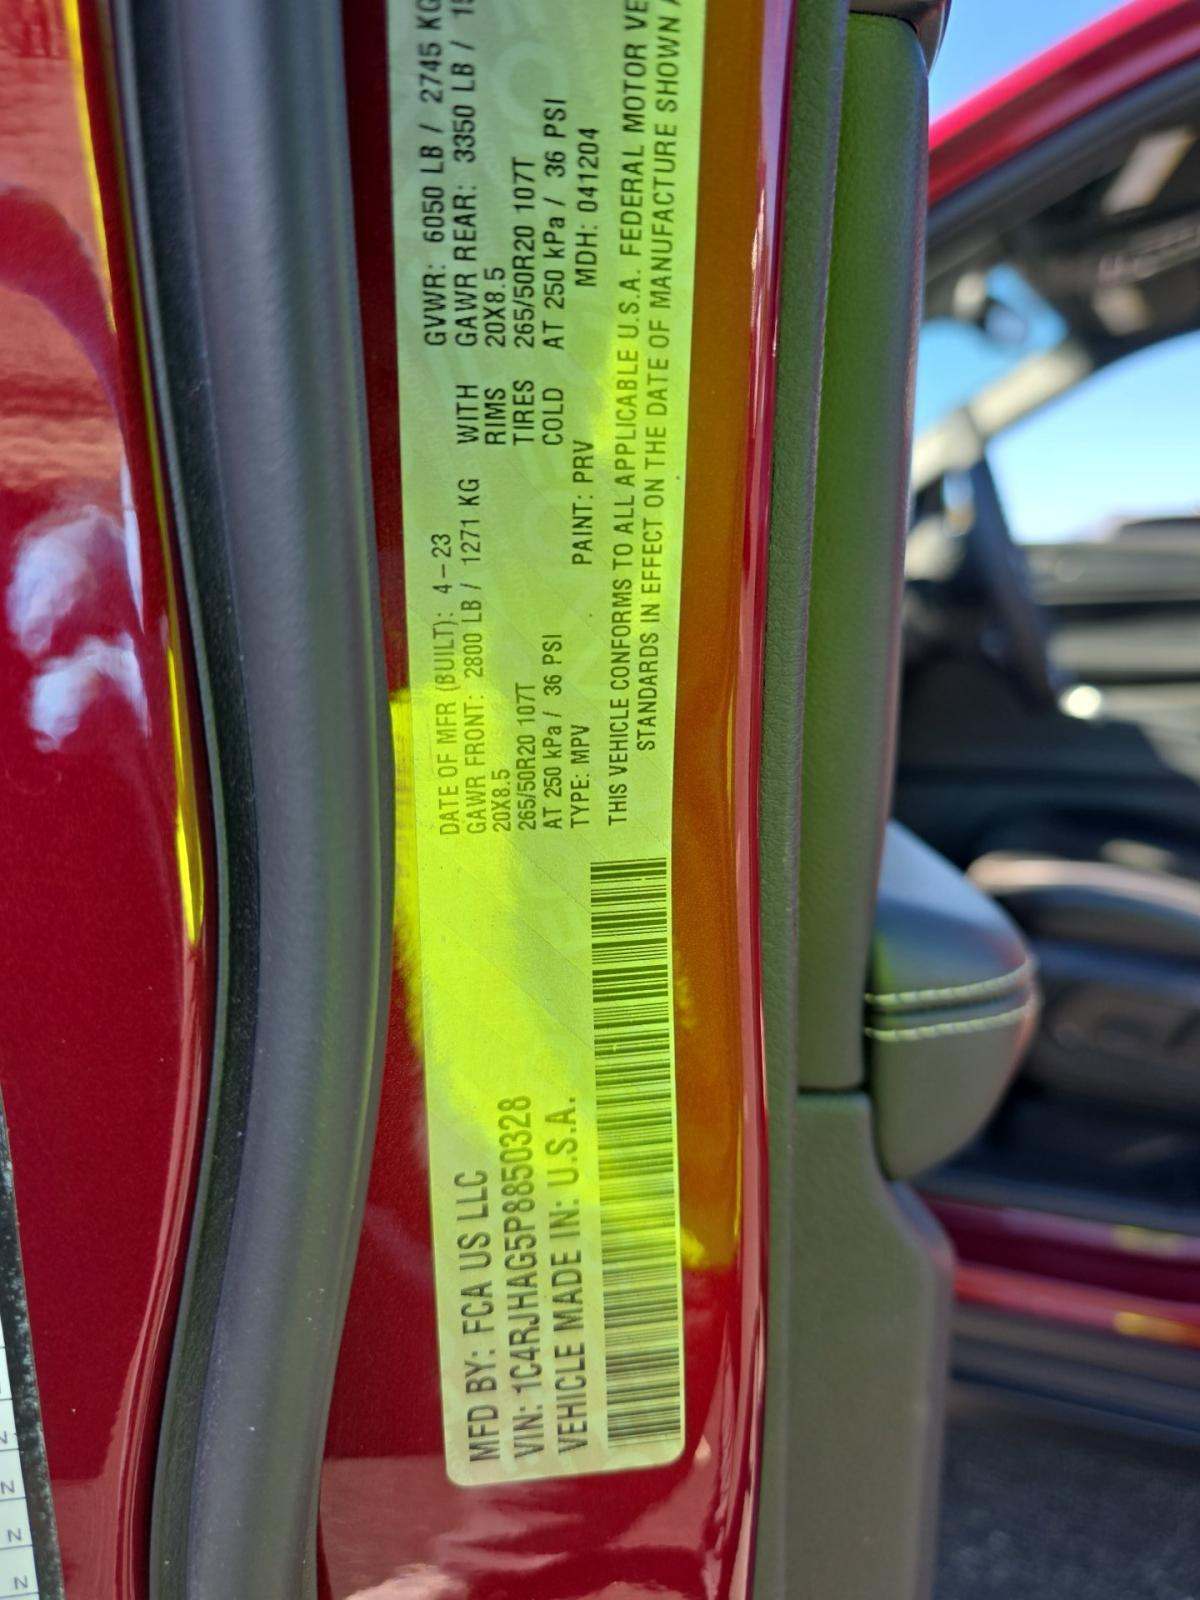 MFD BY: FCA US LLC
VIN: 1C4RJHAG5P8850328
VEHICLE MADE IN: U.S.A.
DATE OF MFR (BUILT): 4-23
GVWR: 6050 LB / 2745 KG
GAWR FRONT: 2800 LB / 1271 KG WITH
GAWR REAR: 3350 LB /
20X8.5 RIMS 20X8.5
265/50R20 107T TIRES 265/50R20 107T
AT 250 kPa / 36 PSI COLD AT 250 kPa / 36 PSI
TYPE: MPV PAINT: PRV MDH: 041204
THIS VEHICLE CONFORMS TO ALL APPLICABLE U.S.A. FEDERAL MOTOR
STANDARDS IN EFFECT ON THE DATE OF MANUFACTURE SHOWN
Z
Z
Z
Z